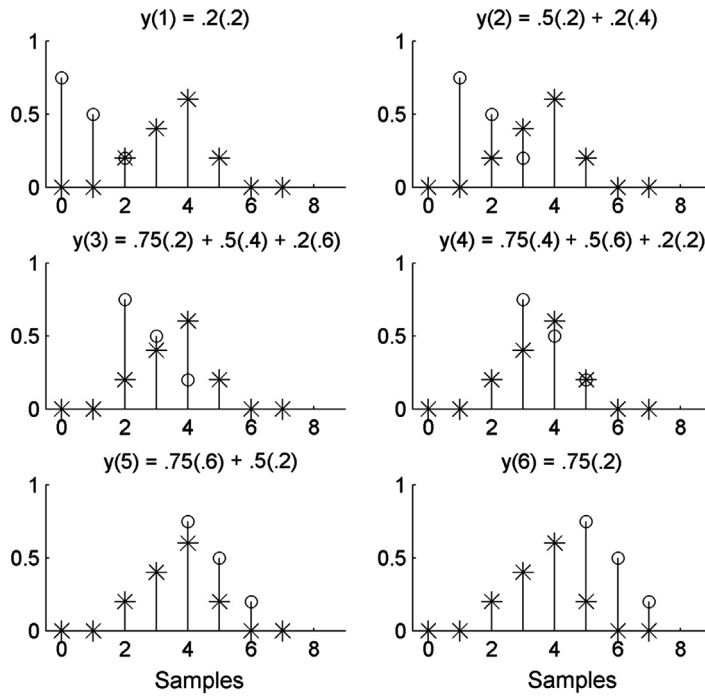 y(1) = .2(.2)
1
0.5
0
0 2 4 6 8
y(2) = .5(.2) + .2(.4)
1
0.5
0
0 2 4 6 8
y(3) = .75(.2) + .5(.4) + .2(.6)
1
0.5
0
0 2 4 6 8
y(4) = .75(.4) + .5(.6) + .2(.2)
1
0.5
0
0 2 4 6 8
y(5) = .75(.6) + .5(.2)
1
0.5
0
0 2 4 6 8
Samples
y(6) = .75(.2)
1
0.5
0
0 2 4 6 8
Samples